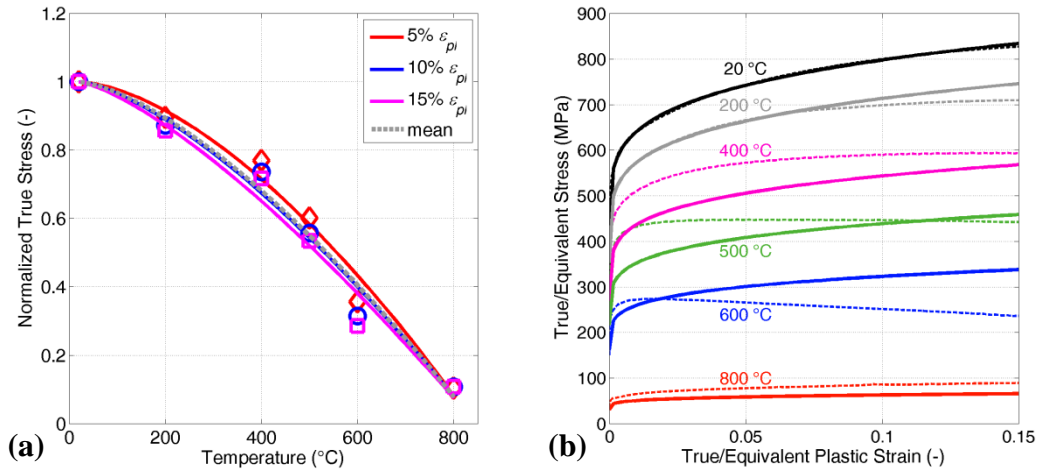 1.2
1
0.8
0.6
0.4
0.2
0
0
200
400
600
800
Normalized True Stress (-)
Temperature (°C)
5% ε_pi
10% ε_pi
15% ε_pi
mean
(a)
900
800
700
600
500
400
300
200
100
0
0
0.05
0.1
0.15
True/Equivalent Stress (MPa)
True/Equivalent Plastic Strain (-)
20 °C
200 °C
400 °C
500 °C
600 °C
800 °C
(b)